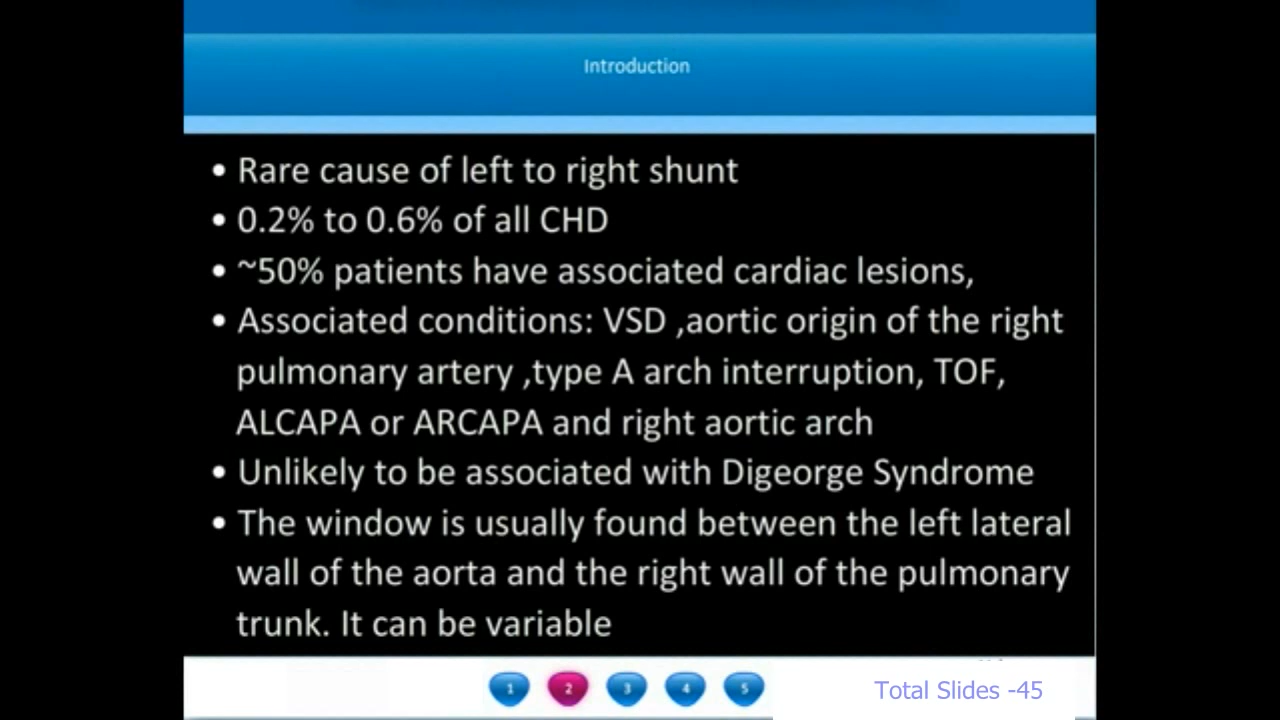 Introduction
• Rare cause of left to right shunt
• 0.2% to 0.6% of all CHD
• ~50% patients have associated cardiac lesions,
• Associated conditions: VSD ,aortic origin of the right
pulmonary artery ,type A arch interruption, TOF,
ALCAPA or ARCAPA and right aortic arch
• Unlikely to be associated with Digeorge Syndrome
• The window is usually found between the left lateral
wall of the aorta and the right wall of the pulmonary
trunk. It can be variable
1 2 3 4 5
Total Slides -45